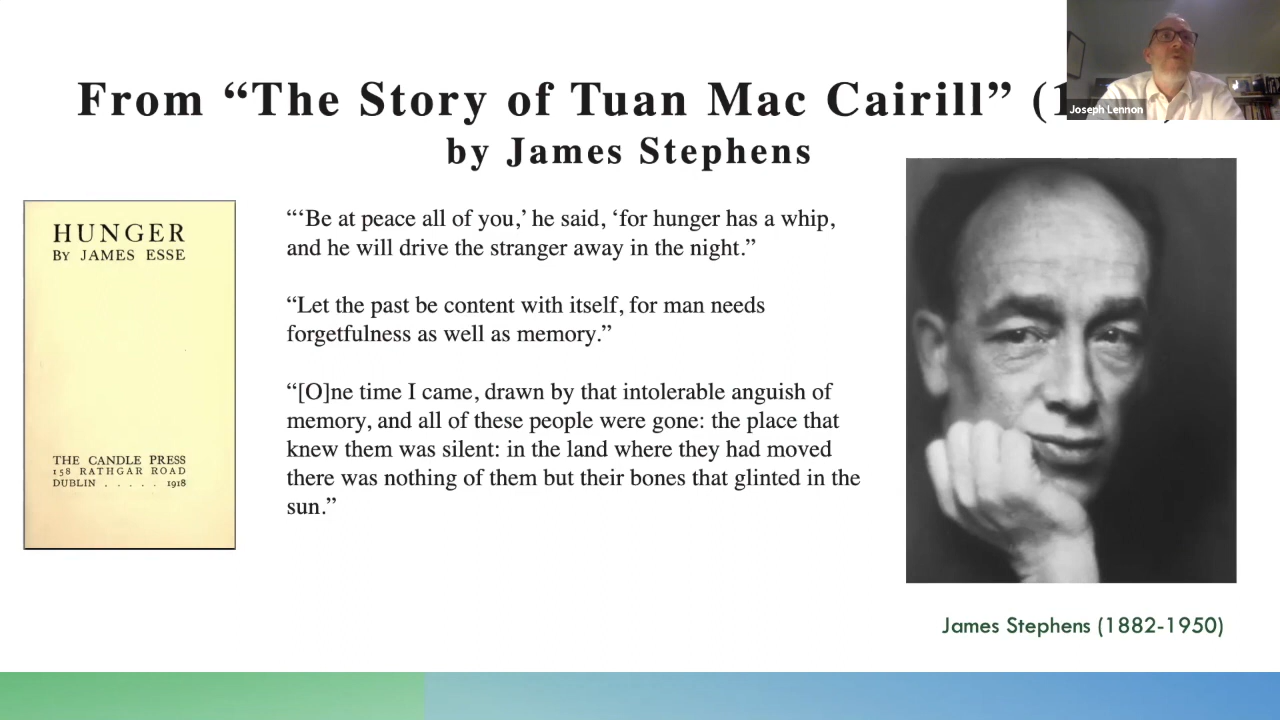 From “The Story of Tuan Mac Cairill” (1
by James Stephens
Joseph Lennon
HUNGER
BY JAMES ESSE
THE CANDLE PRESS
158 RATHGAR ROAD
DUBLIN . . . . . 1918
“‘Be at peace all of you,’ he said, ‘for hunger has a whip,
and he will drive the stranger away in the night.”
“Let the past be content with itself, for man needs
forgetfulness as well as memory.”
“[O]ne time I came, drawn by that intolerable anguish of
memory, and all of these people were gone: the place that
knew them was silent: in the land where they had moved
there was nothing of them but their bones that glinted in the
sun.”
James Stephens (1882-1950)